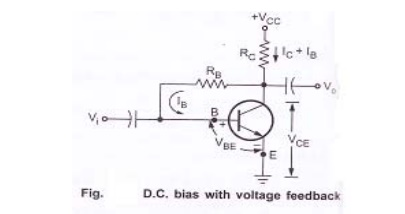 +VCC
RC
IC + IB
RB
IB
Vo
Vi
B
+
VBE
−
E
VCE
Fig. D.C. bias with voltage feedback